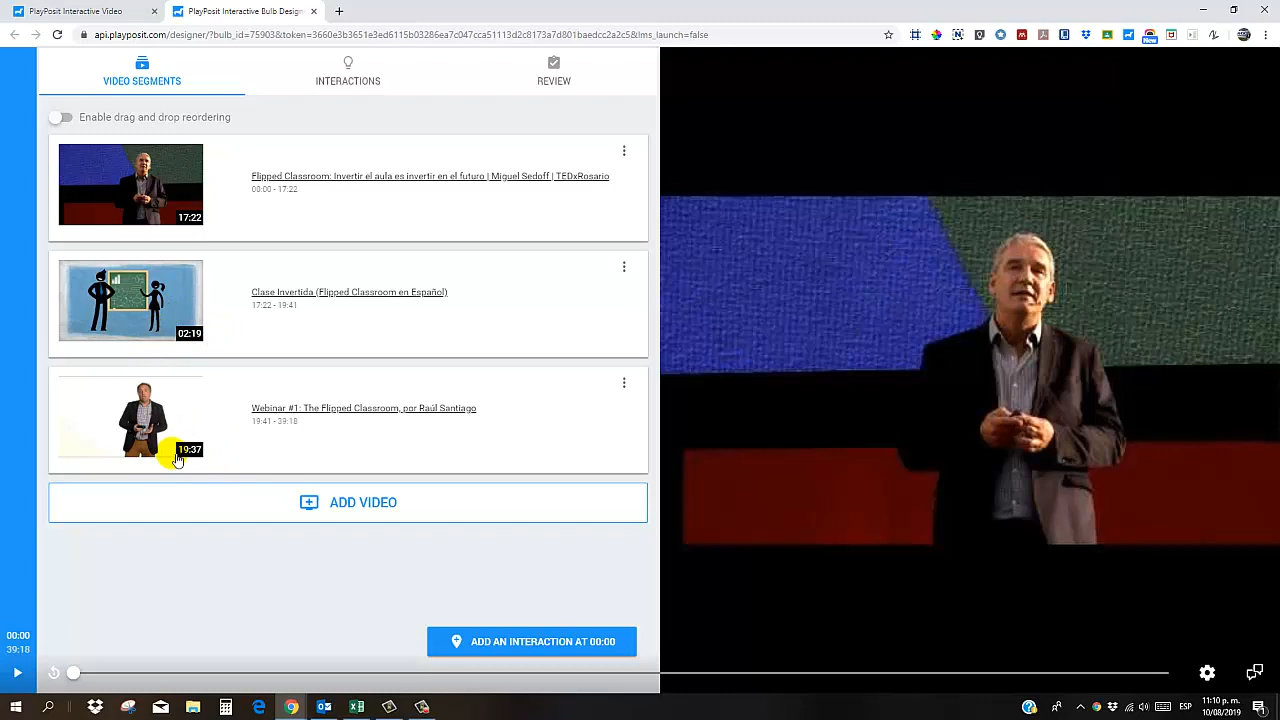 PlayPosit Interactive Video
PlayPosit Interactive Bulb Design
api.playposit.com/designer/?bulb_id=75903&token=3660e3b3651e3ed6115b03286ea7c047cca51113d2c8173a7d801baedcc2a2c5&lms_launch=false
New
VIDEO SEGMENTS
INTERACTIONS
REVIEW
Enable drag and drop reordering
Flipped Classroom: Invertir el aula es invertir en el futuro | Miguel Sedoff | TEDxRosario
00:00 - 17:22
17:22
Clase Invertida (Flipped Classroom en Español)
17:22 - 19:41
02:19
Webinar #1: The Flipped Classroom, por Raúl Santiago
19:41 - 39:18
19:37
ADD VIDEO
00:00
39:18
ADD AN INTERACTION AT 00:00
ESP
11:10 p. m.
10/08/2019